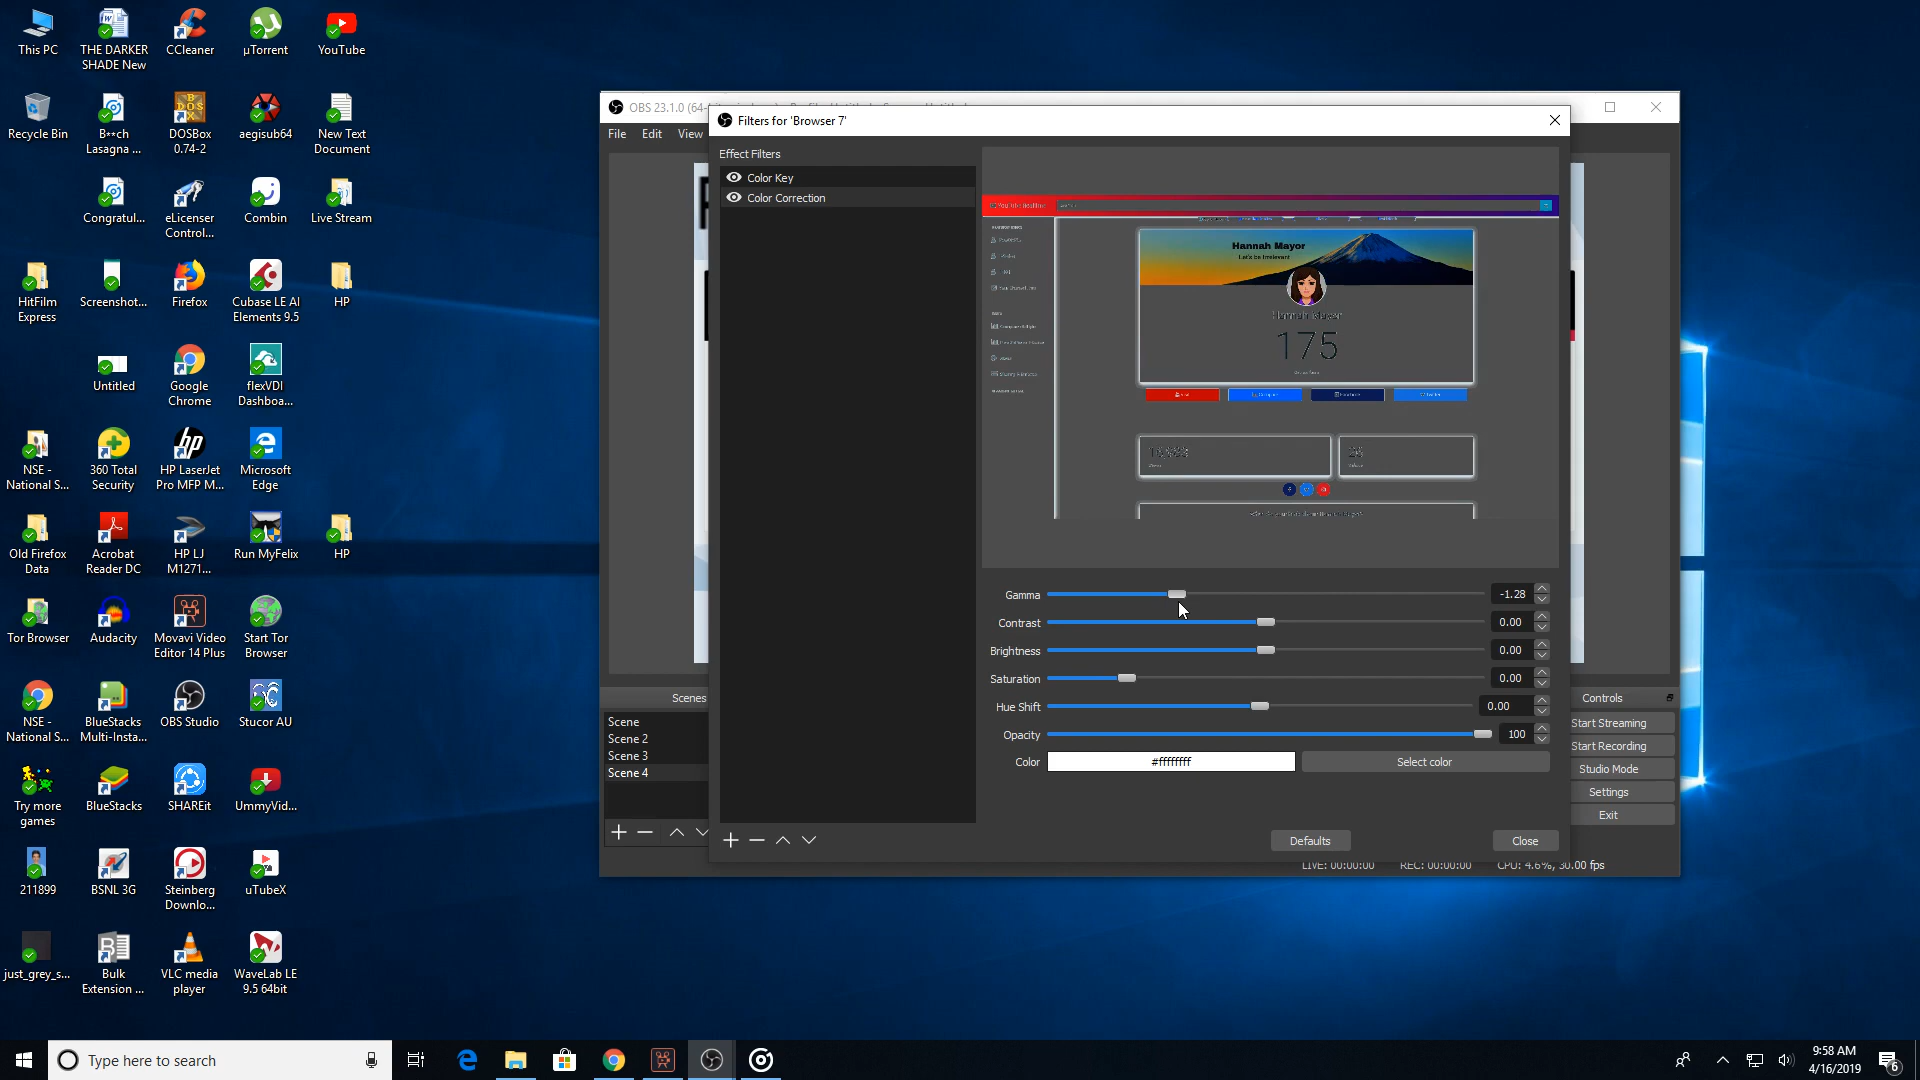 This PC
THE DARKER
SHADE New
CCleaner
µTorrent
YouTube
Recycle Bin
B**ch
Lasagna ...
DOSBox
0.74-2
aegisub64
New Text
Document
Congratul...
eLicenser
Control...
Combin
Live Stream
HitFilm
Express
Screenshot...
Firefox
Cubase LE AI
Elements 9.5
HP
Untitled
Google
Chrome
flexVDI
Dashboa...
NSE -
National S...
360 Total
Security
HP LaserJet
Pro MFP M...
Microsoft
Edge
Old Firefox
Data
Acrobat
Reader DC
HP LJ
M1271...
Run MyFelix
HP
Tor Browser
Audacity
Movavi Video
Editor 14 Plus
Start Tor
Browser
NSE -
National S...
BlueStacks
Multi-Insta...
OBS Studio
Stucor AU
Try more
games
BlueStacks
SHAREit
UmmyVid...
211899
BSNL 3G
Steinberg
Downlo...
uTubeX
just_grey_s...
Bulk
Extension ...
VLC media
player
WaveLab LE
9.5 64bit
OBS 23.1.0 (64-
File Edit View
Filters for 'Browser 7'
Effect Filters
Color Key
Color Correction
Hannah Mayor
Let's be Irrelevant
Hannah Mayor
175
Gamma -1.28
Contrast 0.00
Brightness 0.00
Saturation 0.00
Hue Shift 0.00
Opacity 100
Color #ffffffff Select color
Defaults Close
Scenes
Scene
Scene 2
Scene 3
Scene 4
Controls
Start Streaming
Start Recording
Studio Mode
Settings
Exit
LIVE: 00:00:00 REC: 00:00:00 CPU: 4.6%, 30.00 fps
Type here to search
9:58 AM
4/16/2019
6